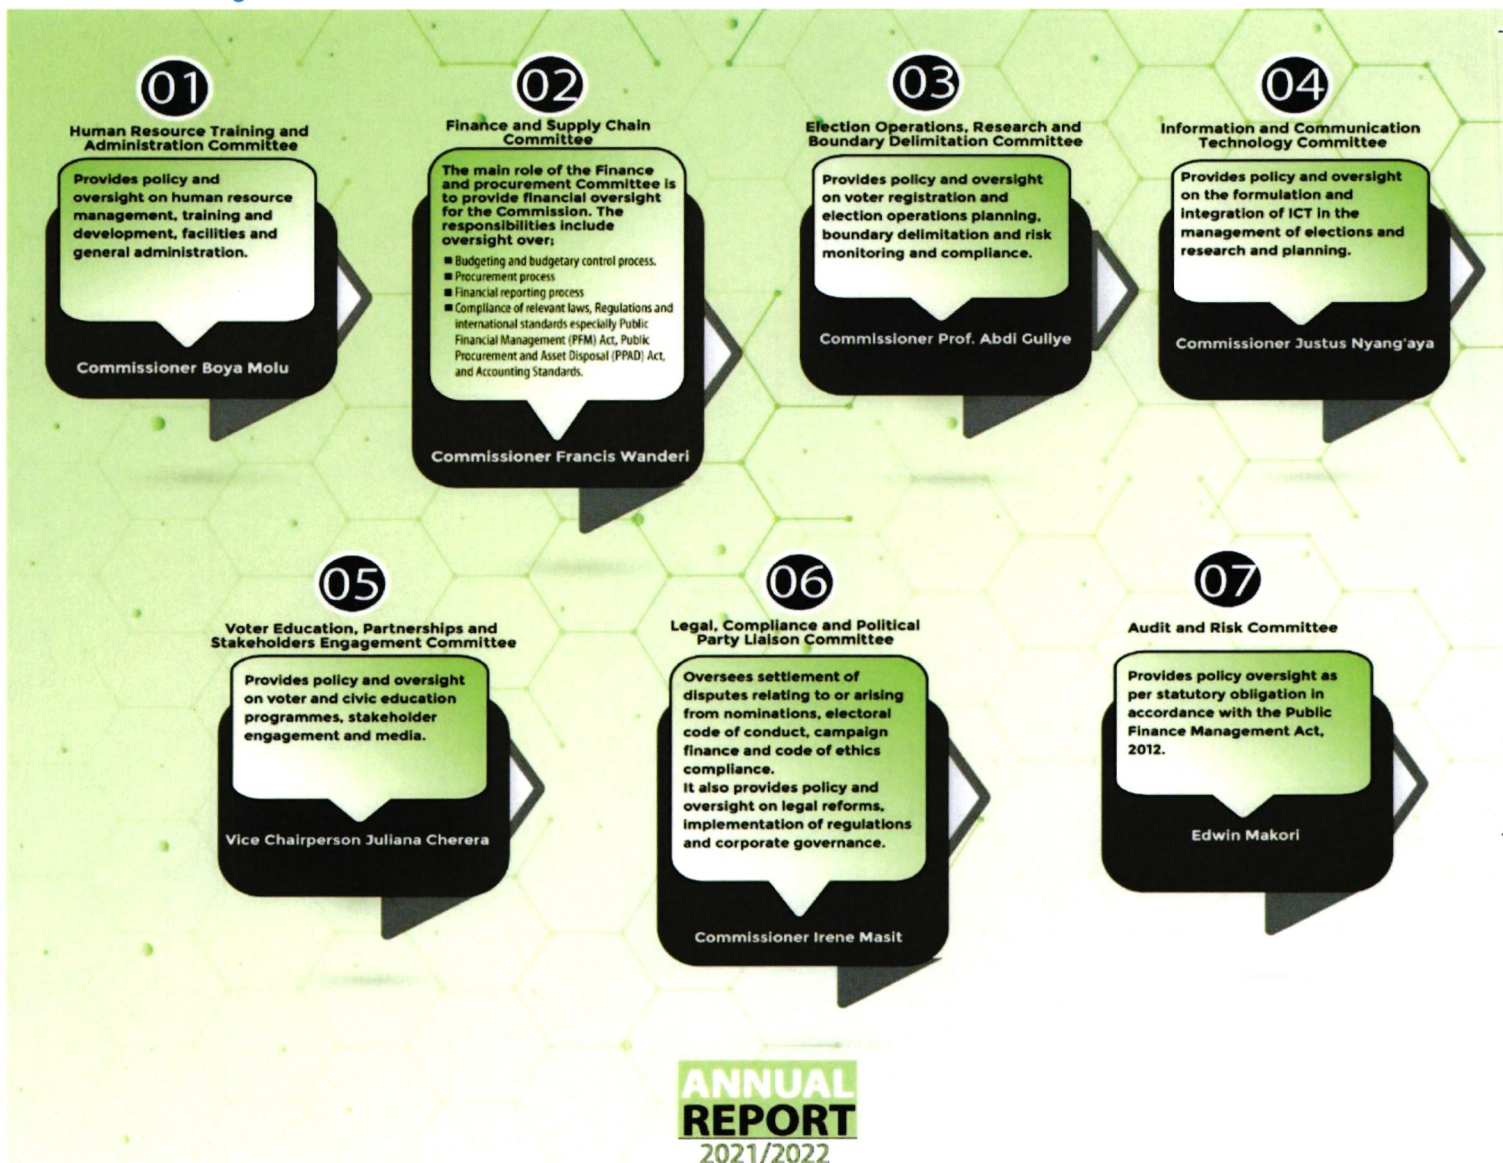 01
Human Resource Training and
Administration Committee
Provides policy and
oversight on human resource
management, training and
development, facilities and
general administration.
Commissioner Boya Molu
02
Finance and Supply Chain
Committee
The main role of the Finance
and procurement Committee is
to provide financial oversight
for the Commission. The
responsibilities include
oversight over;
■ Budgeting and budgetary control process.
■ Procurement process
■ Financial reporting process
■ Compliance of relevant laws, Regulations and
international standards especially Public
Financial Management (PFM) Act, Public
Procurement and Asset Disposal (PPAD) Act,
and Accounting Standards.
Commissioner Francis Wanderi
03
Election Operations, Research and
Boundary Delimitation Committee
Provides policy and oversight
on voter registration and
election operations planning,
boundary delimitation and risk
monitoring and compliance.
Commissioner Prof. Abdi Guliye
04
Information and Communication
Technology Committee
Provides policy and oversight
on the formulation and
integration of ICT in the
management of elections and
research and planning.
Commissioner Justus Nyang'aya
05
Voter Education, Partnerships and
Stakeholders Engagement Committee
Provides policy and oversight
on voter and civic education
programmes, stakeholder
engagement and media.
Vice Chairperson Juliana Cherera
06
Legal, Compliance and Political
Party Liaison Committee
Oversees settlement of
disputes relating to or arising
from nominations, electoral
code of conduct, campaign
finance and code of ethics
compliance.
It also provides policy and
oversight on legal reforms,
implementation of regulations
and corporate governance.
Commissioner Irene Masit
07
Audit and Risk Committee
Provides policy oversight as
per statutory obligation in
accordance with the Public
Finance Management Act,
2012.
Edwin Makori
ANNUAL
REPORT
2021/2022